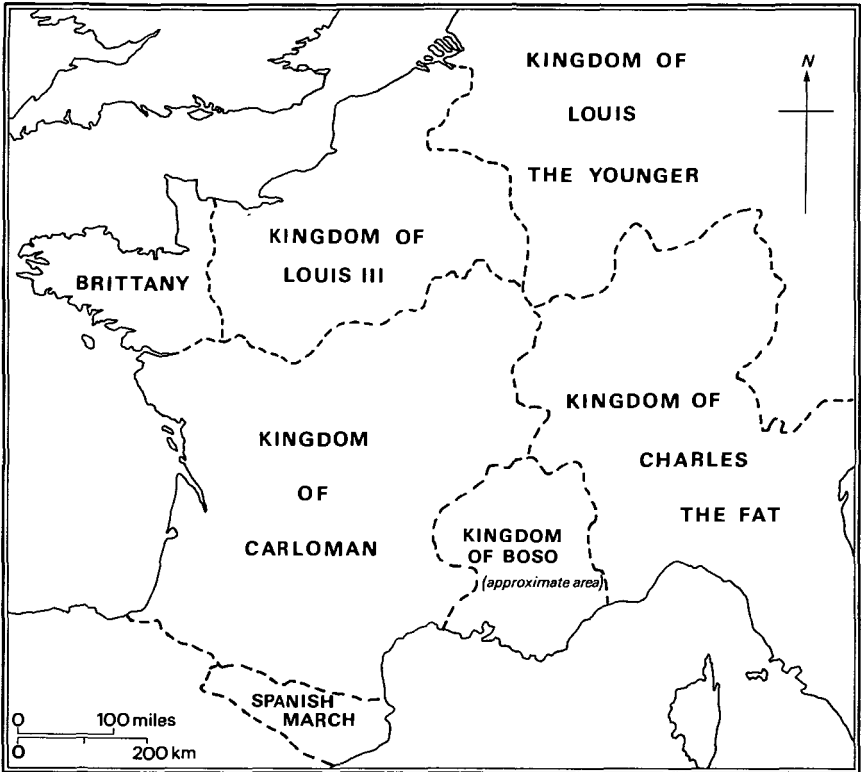 KINGDOM OF
LOUIS
THE YOUNGER
N
KINGDOM OF
LOUIS III
BRITTANY
KINGDOM OF
CHARLES
THE FAT
KINGDOM
OF
CARLOMAN
KINGDOM
OF BOSO
(approximate area)
SPANISH
MARCH
0 100 miles
0 200 km